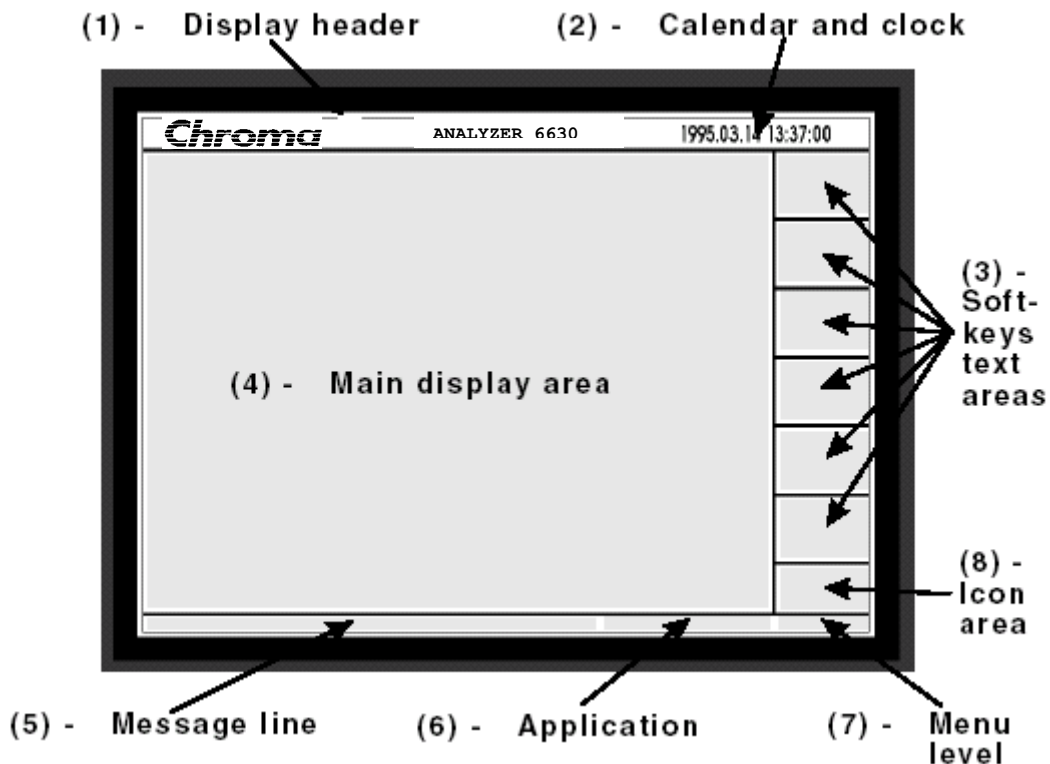 (1) - Display header
(2) - Calendar and clock
Chroma
ANALYZER 6630
1995.03.14 13:37:00
(3) -
Soft-
keys
text
areas
(4) - Main display area
(8) -
Icon
area
(5) - Message line
(6) - Application
(7) - Menu
level